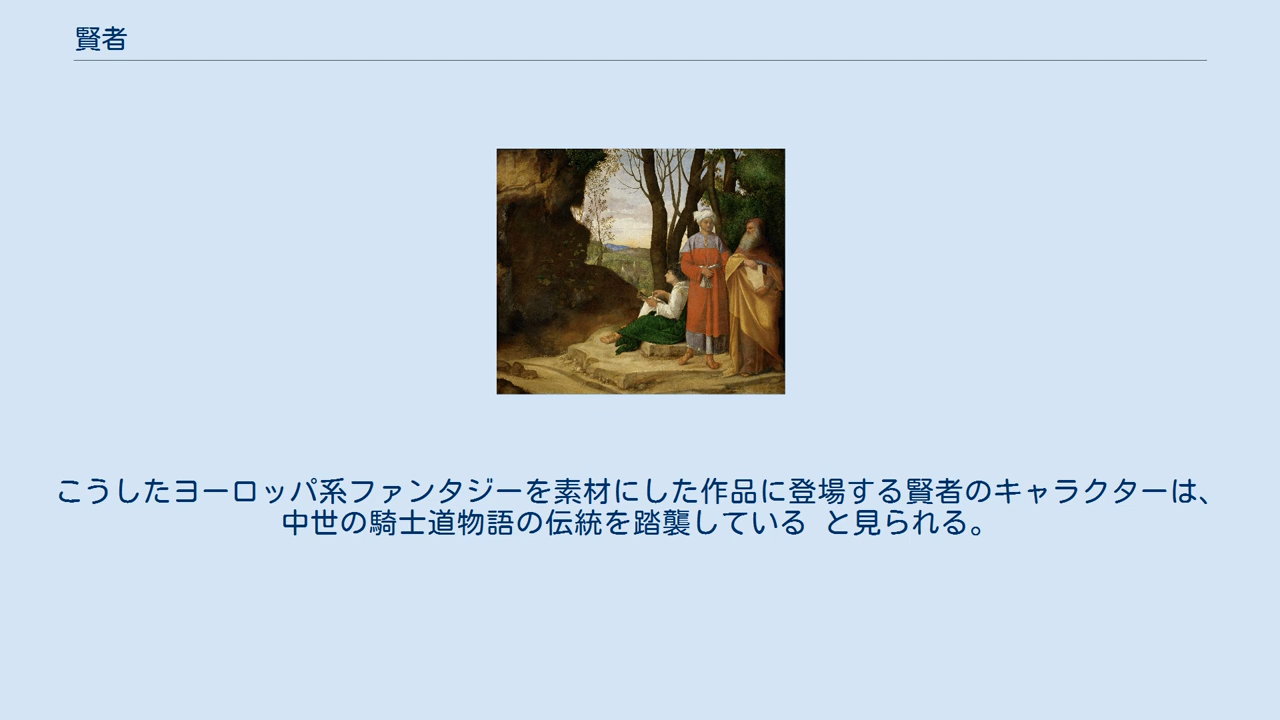 賢者
こうしたヨーロッパ系ファンタジーを素材にした作品に登場する賢者のキャラクターは、
中世の騎士道物語の伝統を踏襲している と見られる。